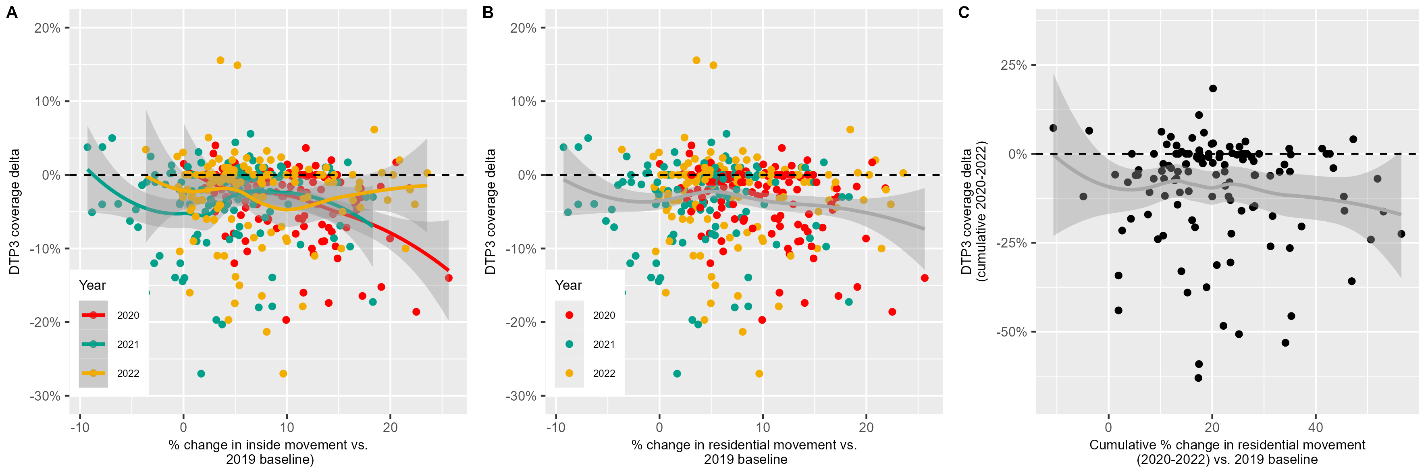 A
20%
10%
0%
-10%
-20%
-30%
DTP3 coverage delta
Year
2020
2021
2022
-10
0
10
20
% change in inside movement vs.
2019 baseline)
B
20%
10%
0%
-10%
-20%
-30%
DTP3 coverage delta
Year
2020
2021
2022
-10
0
10
20
% change in residential movement vs.
2019 baseline
C
25%
0%
-25%
-50%
DTP3 coverage delta
(cumulative 2020-2022)
0
20
40
Cumulative % change in residential movement
(2020-2022) vs. 2019 baseline